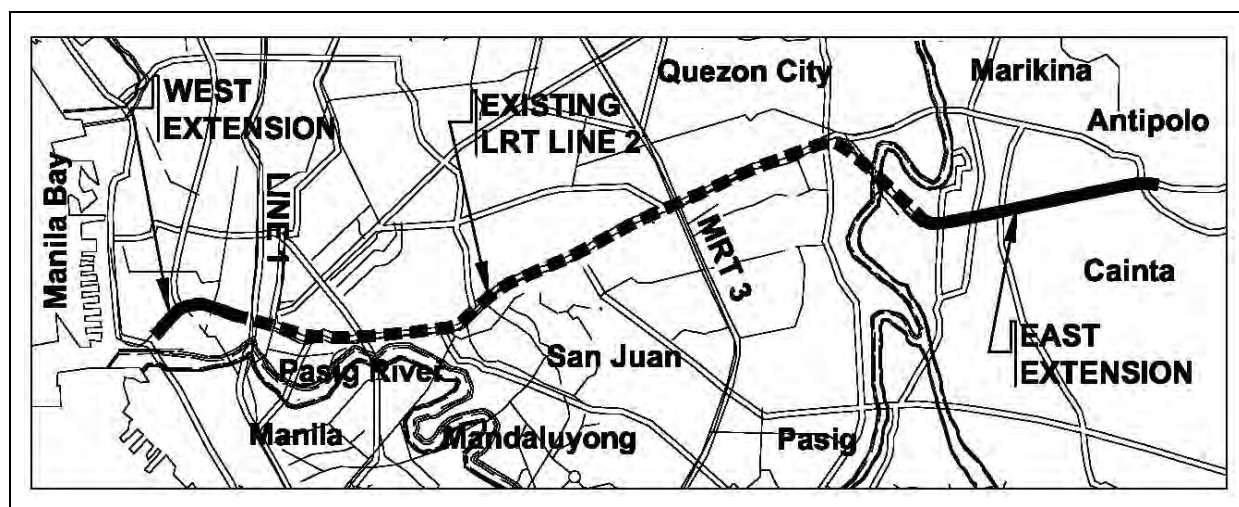 Quezon City
Marikina
WEST
EXTENSION
EXISTING
LRT LINE 2
Antipolo
Manila Bay
LINE 1
MRT 3
Cainta
San Juan
EAST
EXTENSION
Pasig River
Manila
Mandaluyong
Pasig